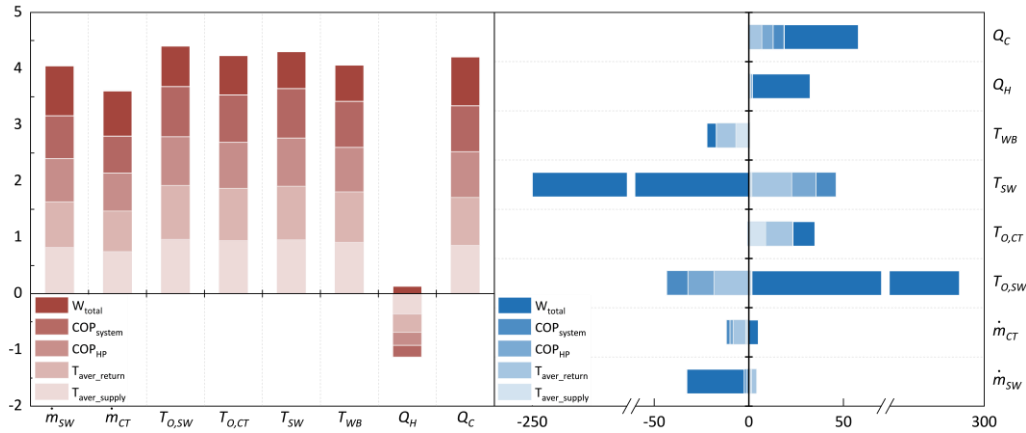 5
4
3
2
1
0
-1
-2
W_total
COP_system
COP_HP
T_aver_return
T_aver_supply
ṁ_SW
ṁ_CT
T_O,SW
T_O,CT
T_SW
T_WB
Q_H
Q_C
Q_C
Q_H
T_WB
T_SW
T_O,CT
T_O,SW
ṁ_CT
ṁ_SW
W_total
COP_system
COP_HP
T_aver_return
T_aver_supply
-250
-50
0
50
300